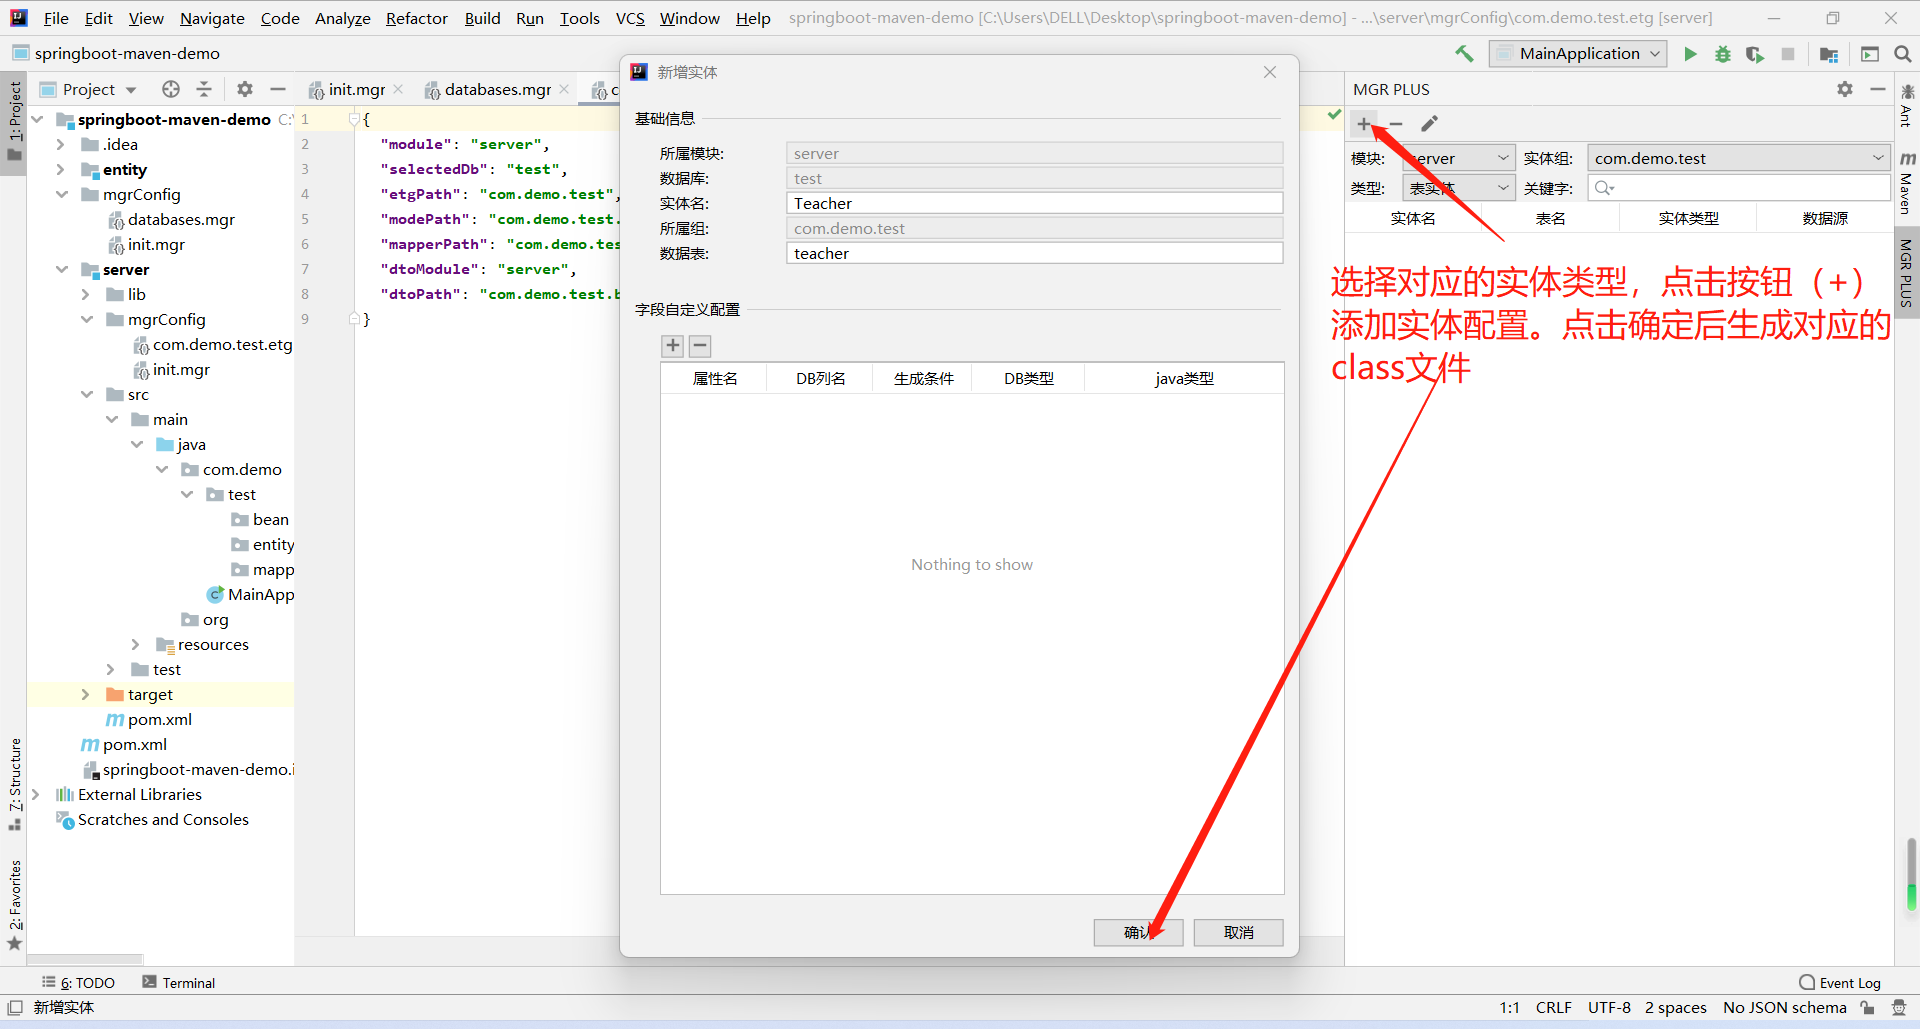 File Edit View Navigate Code Analyze Refactor Build Run Tools VCS Window Help springboot-maven-demo [C:\Users\DELL\Desktop\springboot-maven-demo] - ...\server\mgrConfig\com.demo.test.etg [server]
springboot-maven-demo
MainApplication
1: Project
7: Structure
2: Favorites
Project
springboot-maven-demo
.idea
entity
mgrConfig
databases.mgr
init.mgr
server
lib
mgrConfig
com.demo.test.etg
init.mgr
src
main
java
com.demo
test
bean
entity
mapp
MainApp
org
resources
test
target
pom.xml
pom.xml
springboot-maven-demo.i
External Libraries
Scratches and Consoles
init.mgr
databases.mgr
1 {
2 "module": "server",
3 "selectedDb": "test",
4 "etgPath": "com.demo.test",
5 "modePath": "com.demo.test.
6 "mapperPath": "com.demo.tes
7 "dtoModule": "server",
8 "dtoPath": "com.demo.test.b
9 }
新增实体
基础信息
所属模块: server
数据库: test
实体名: Teacher
所属组: com.demo.test
数据表: teacher
字段自定义配置
属性名 DB列名 生成条件 DB类型 java类型
Nothing to show
确认 取消
MGR PLUS
模块: server 实体组: com.demo.test
类型: 表实体 关键字:
实体名 表名 实体类型 数据源
选择对应的实体类型，点击按钮（+）
添加实体配置。点击确定后生成对应的
class文件
Ant
Maven
MGR PLUS
6: TODO Terminal Event Log
新增实体 1:1 CRLF UTF-8 2 spaces No JSON schema